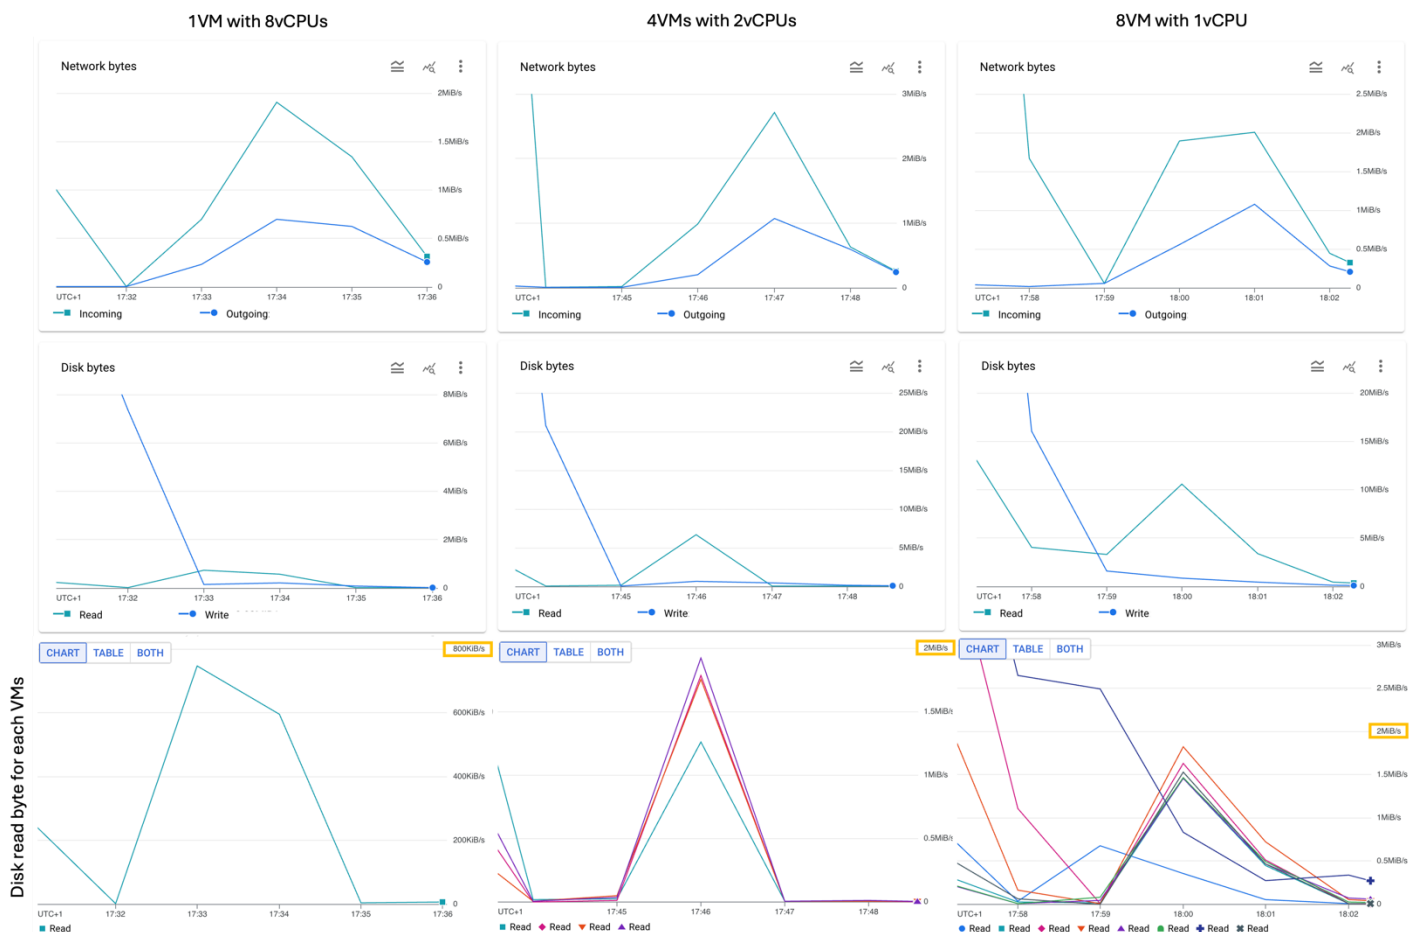 1VM with 8vCPUs
4VMs with 2vCPUs
8VM with 1vCPU
Network bytes
2MiB/s
1.5MiB/s
1MiB/s
0.5MiB/s
0
UTC+1 17:32 17:33 17:34 17:35 17:36
Incoming Outgoing
Network bytes
3MiB/s
2MiB/s
1MiB/s
0
UTC+1 17:45 17:46 17:47 17:48
Incoming Outgoing
Network bytes
2.5MiB/s
2MiB/s
1.5MiB/s
1MiB/s
0.5MiB/s
0
UTC+1 17:58 17:59 18:00 18:01 18:02
Incoming Outgoing
Disk bytes
8MiB/s
6MiB/s
4MiB/s
2MiB/s
0
UTC+1 17:32 17:33 17:34 17:35 17:36
Read Write
Disk bytes
25MiB/s
20MiB/s
15MiB/s
10MiB/s
5MiB/s
0
UTC+1 17:45 17:46 17:47 17:48
Read Write
Disk bytes
20MiB/s
15MiB/s
10MiB/s
5MiB/s
0
UTC+1 17:58 17:59 18:00 18:01 18:02
Read Write
Disk read byte for each VMs
CHART TABLE BOTH
800KiB/s
600KiB/s
400KiB/s
200KiB/s
0
UTC+1 17:32 17:33 17:34 17:35 17:36
Read
CHART TABLE BOTH
2MiB/s
1.5MiB/s
1MiB/s
0.5MiB/s
0
UTC+1 17:45 17:46 17:47 17:48
Read Read Read Read
CHART TABLE BOTH
3MiB/s
2.5MiB/s
2MiB/s
1.5MiB/s
1MiB/s
0.5MiB/s
0
UTC+1 17:58 17:59 18:00 18:01 18:02
Read Read Read Read Read Read Read Read